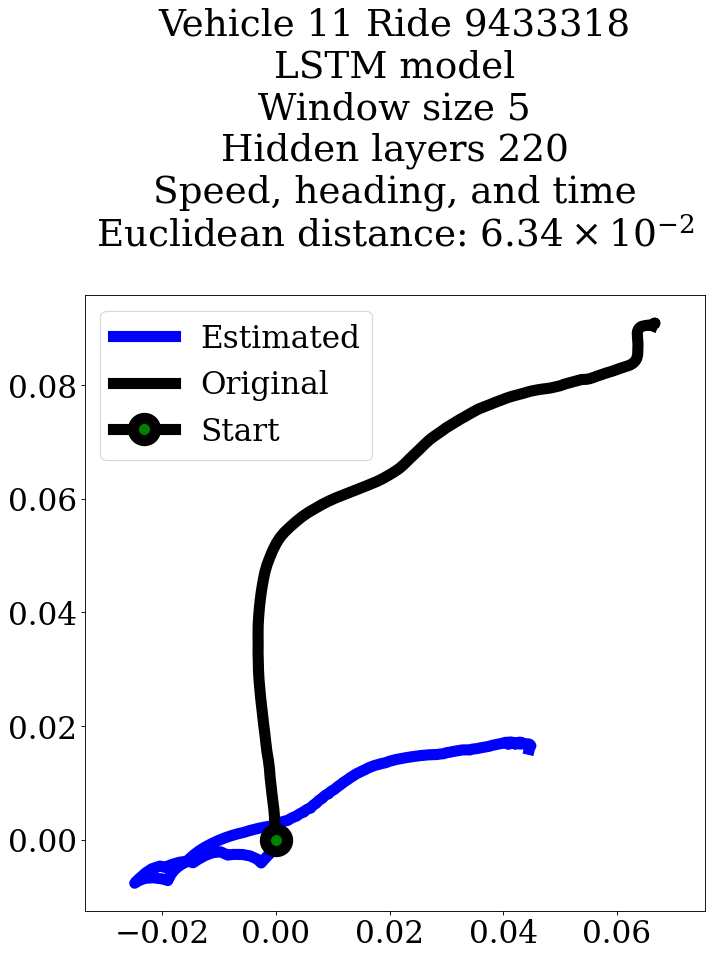 Vehicle 11 Ride 9433318
LSTM model
Window size 5
Hidden layers 220
Speed, heading, and time
Euclidean distance: 6.34 × 10⁻²
Estimated
Original
Start
0.08
0.06
0.04
0.02
0.00
−0.02 0.00 0.02 0.04 0.06